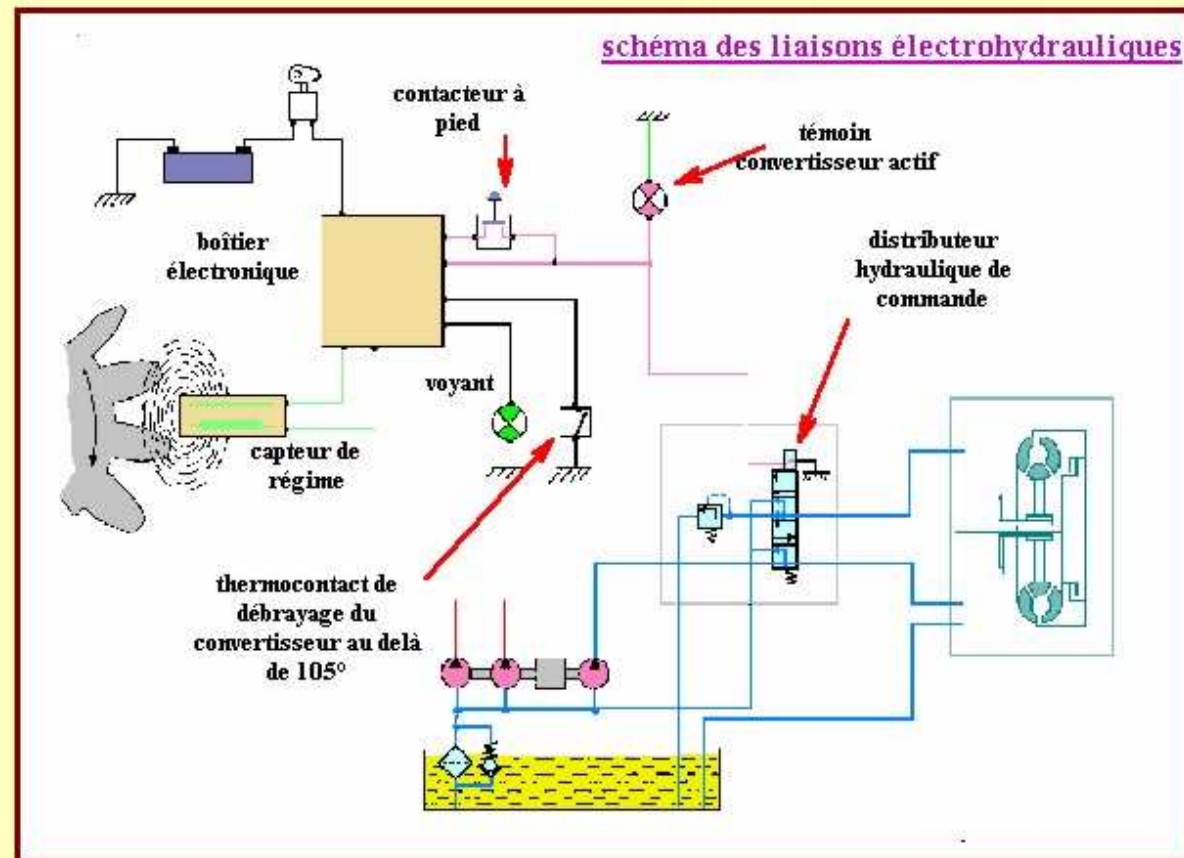 schéma des liaisons électrohydrauliques
contacteur à
pied
témoin
convertisseur actif
boîtier
électronique
distributeur
hydraulique de
commande
voyant
capteur de
régime
thermocontact de
débrayage du
convertisseur au delà
de 105°